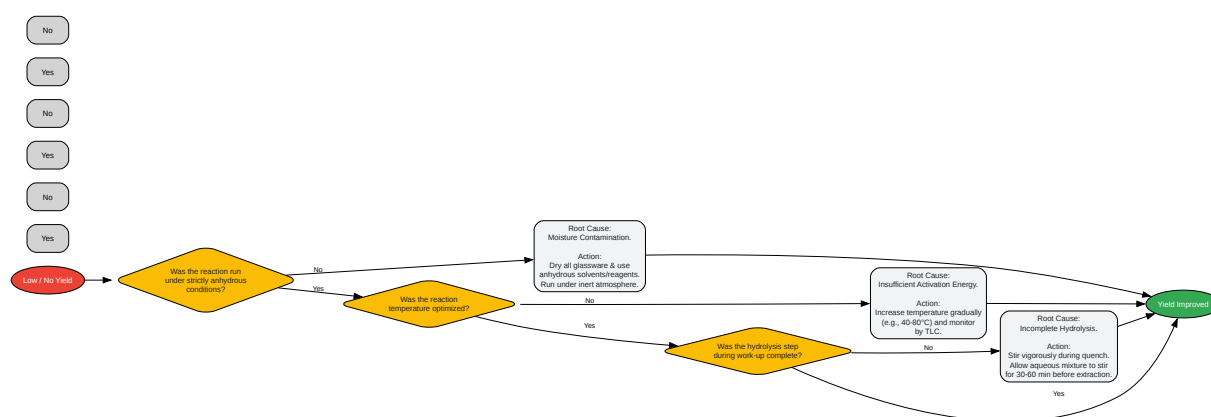 No
Yes
No
Yes
No
Yes
Low / No Yield
Was the reaction run
under strictly anhydrous
conditions?
No
Yes
Root Cause:
Moisture Contamination.
Action:
Dry all glassware & use
anhydrous solvents/reagents.
Run under inert atmosphere.
Was the reaction
temperature optimized?
No
Yes
Root Cause:
Insufficient Activation Energy.
Action:
Increase temperature gradually
(e.g., 40-80°C) and monitor
by TLC.
Was the hydrolysis step
during work-up complete?
No
Yes
Root Cause:
Incomplete Hydrolysis.
Action:
Stir vigorously during quench.
Allow aqueous mixture to stir
for 30-60 min before extraction.
Yield Improved